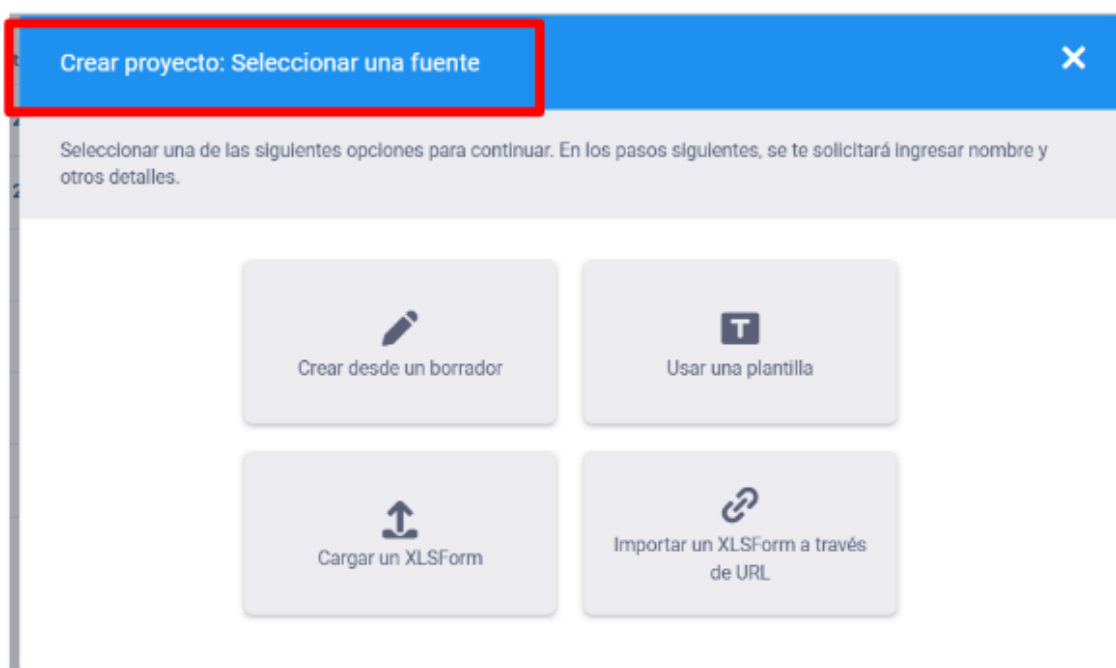 Crear proyecto: Seleccionar una fuente
Seleccionar una de las siguientes opciones para continuar. En los pasos siguientes, se te solicitará ingresar nombre y
otros detalles.
Crear desde un borrador
T
Usar una plantilla
Cargar un XLSForm
Importar un XLSForm a través
de URL